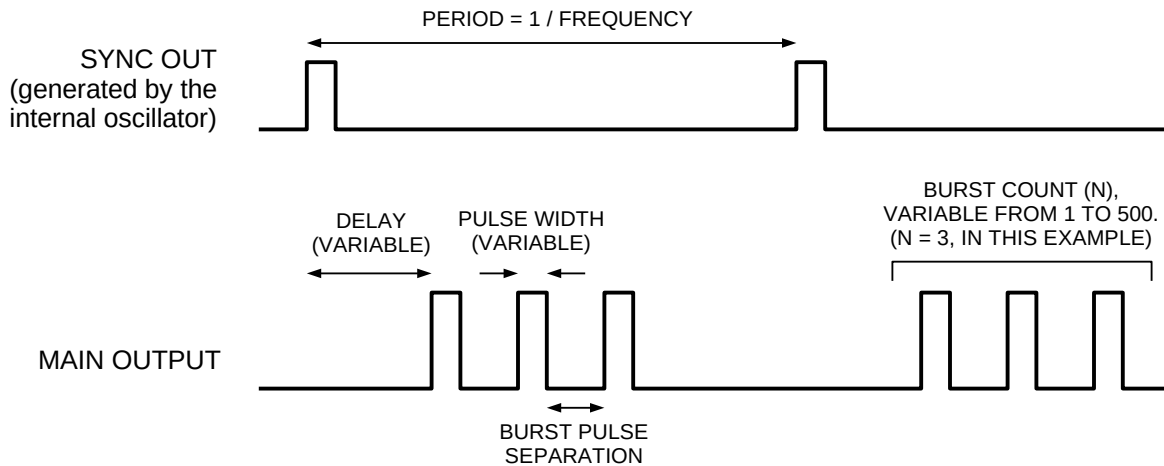 PERIOD = 1 / FREQUENCY
SYNC OUT
(generated by the
internal oscillator)
DELAY
(VARIABLE)
PULSE WIDTH
(VARIABLE)
BURST COUNT (N),
VARIABLE FROM 1 TO 500.
(N = 3, IN THIS EXAMPLE)
MAIN OUTPUT
BURST PULSE
SEPARATION